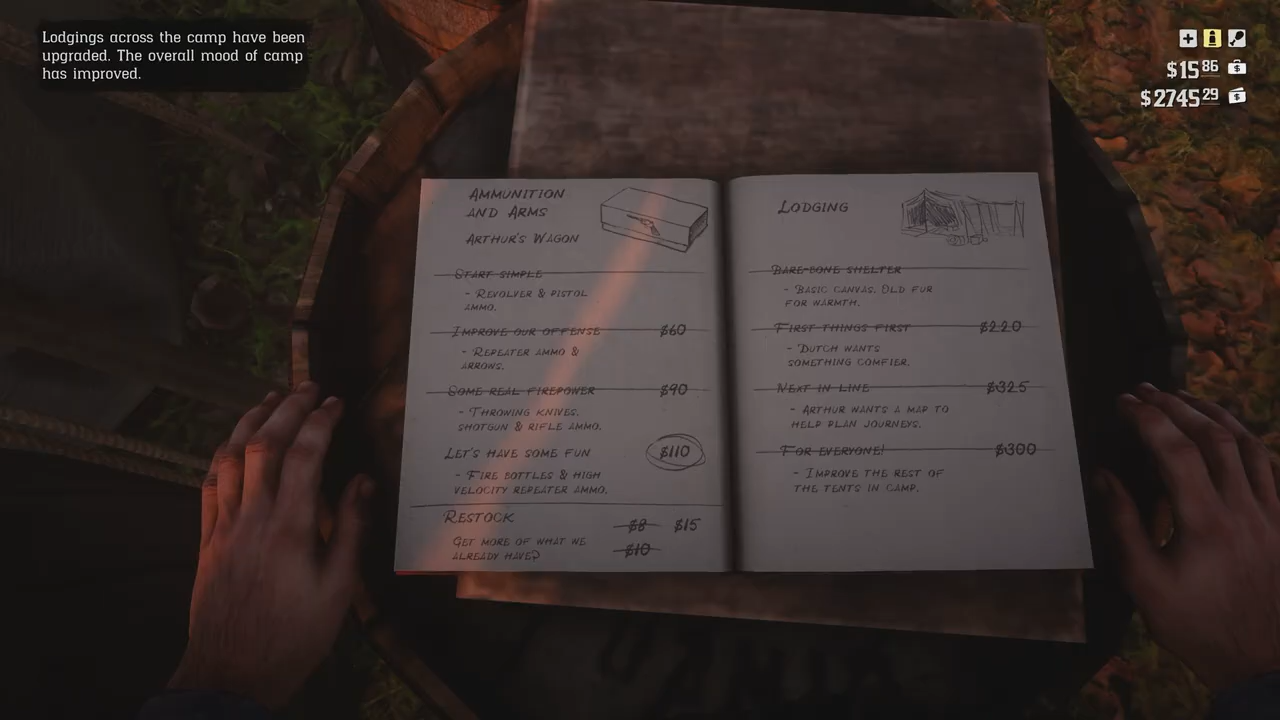 Lodgings across the camp have been
upgraded. The overall mood of camp
has improved.
$15 86
$2745 29
AMMUNITION
AND ARMS
ARTHUR'S WAGON
START SIMPLE
- REVOLVER & PISTOL
AMMO.
IMPROVE OUR OFFENSE $60
- REPEATER AMMO &
ARROWS.
SOME REAL FIREPOWER $90
- THROWING KNIVES,
SHOTGUN & RIFLE AMMO.
LET'S HAVE SOME FUN $110
- FIRE BOTTLES & HIGH
VELOCITY REPEATER AMMO.
RESTOCK $8 $15
GET MORE OF WHAT WE $10
ALREADY HAVE?
LODGING
BARE-BONE SHELTER
- BASIC CANVAS. OLD FUR
FOR WARMTH.
FIRST THINGS FIRST $220
- DUTCH WANTS
SOMETHING COMFIER.
NEXT IN LINE $325
- ARTHUR WANTS A MAP TO
HELP PLAN JOURNEYS.
FOR EVERYONE! $300
- IMPROVE THE REST OF
THE TENTS IN CAMP.